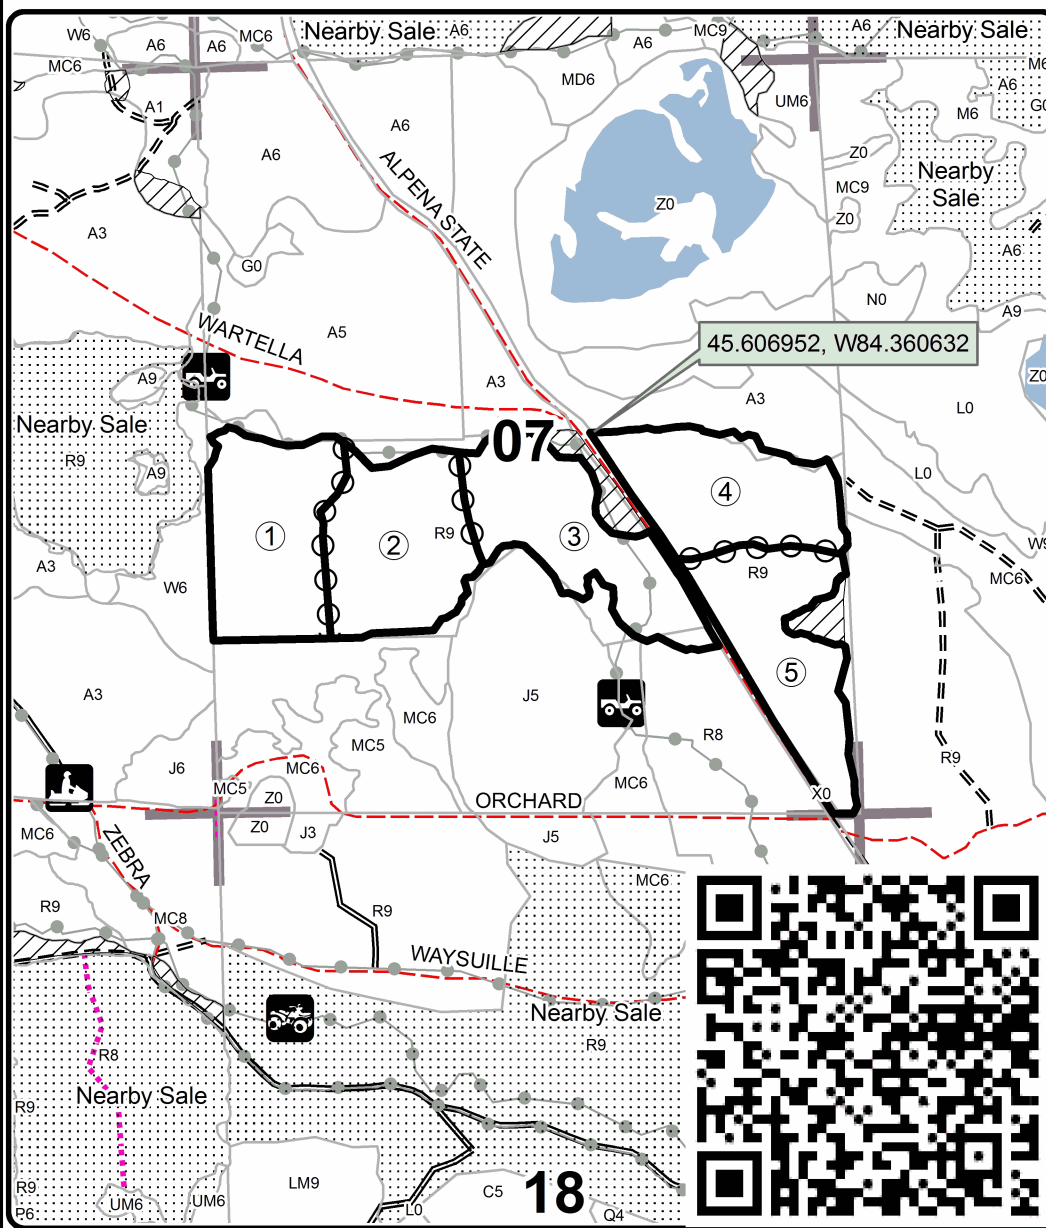 Nearby Sale
A6
Nearby Sale
W6
A6
A6
MC6
A6
MC9
A6
MC6
MD6
A6
M6
A1
UM6
M6
G0
A6
A6
ALPENA STATE
Z0
Nearby
Sale
MC9
Z0
Z0
A3
A6
G0
N0
A9
WARTELLA
A5
45.606952, W84.360632
A9
A3
A3
Z0
L0
Nearby Sale
07
R9
A9
L0
4
1
2
R9
3
W9
A3
W6
R9
MC6
5
A3
J5
MC6
R8
MC5
R9
J6
MC6
MC5
Z0
MC6
X0
ORCHARD
Z0
J3
J5
MC6
ZEBRA
MC6
R9
R9
MC8
WAYSUILLE
Nearby Sale
R9
R8
Nearby Sale
R9
LM9
C5
18
R9
UM6
UM6
P6
L0
Q4